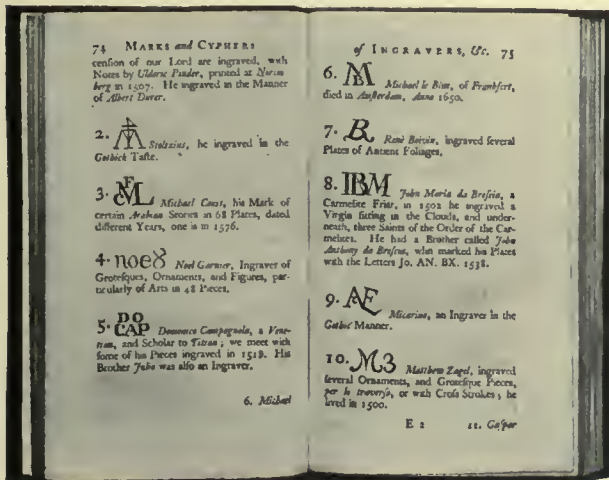 74 MARKS and CYPHERS
cension of our Lord are ingraved, with
Notes by Ulderic Pinder, printed at Norim
berg in 1507. He ingraved in the Manner
of Albert Durer.
2. Stoltzius, he ingraved in the
Gothick Taste.
3. Michael Coxis, his Mark of
certain Stories in 68 Plates, dated
different Years, one is in 1576.
4. noe Noel Garnier, Ingraver of
Grotesques, Ornaments, and Figures, par-
ticularly of Arts in 48 Pieces.
5. DO
CAP Domenico Campagnola, a Vene-
tian, and Scholar to Titian; we meet with
some of his Pieces ingraved in 1518. His
Brother Julio was also an Ingraver.
6. Michael
of INGRAVERS, &c. 75
6. M Michael le Blon, of Frankfort,
died in Amsterdam, Anno 1650.
7. R René Boivin, ingraved several
Plates of Antient Foliages.
8. IBM John Maria da Brescia, a
Carmelite Friar, in 1502 he ingraved a
Virgin sitting in the Clouds, and under-
neath, three Saints of the Order of the Car-
melites. He had a Brother called John
Anthony da Brescia, who marked his Plates
with the Letters Jo. AN. BX. 1538.
9. Æ Micarino, an Ingraver in the
Gothic Manner.
10. M3 Matthew Zagel, ingraved
several Ornaments, and Grotesque Pieces,
per lo traverso, or with Cross Strokes; he
lived in 1500.
E 2 11. Gaspar